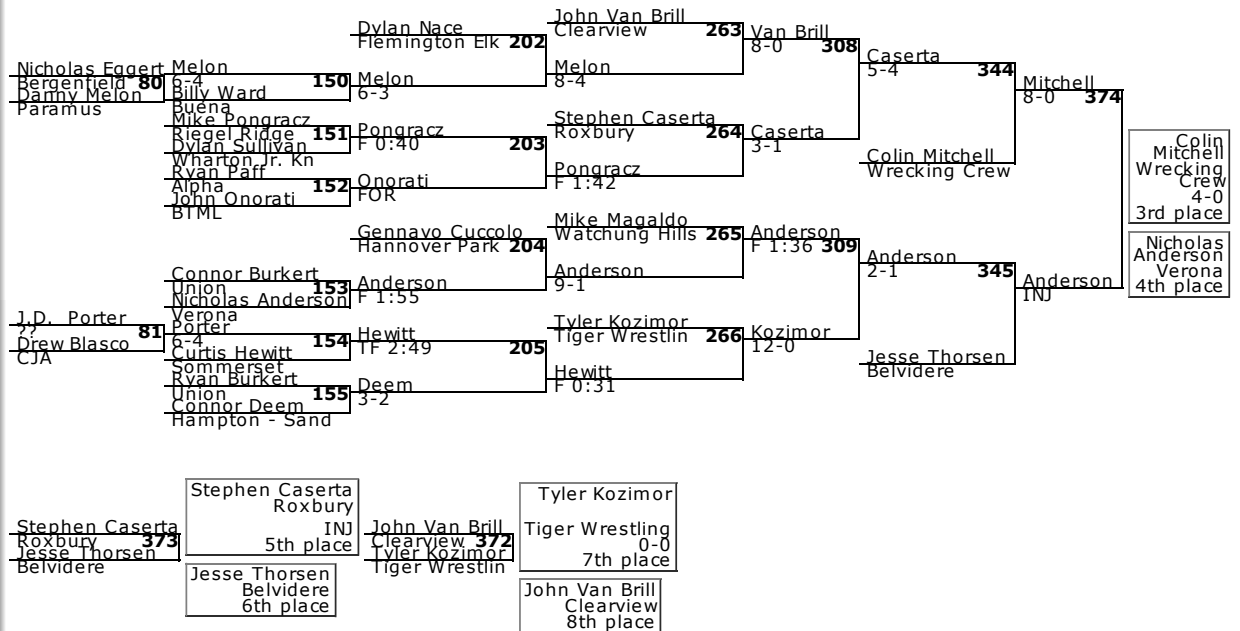 Dylan Nace
Flemington Elk 202
John Van Brill
Clearview 263
Van Brill
8-0 308
Caserta
5-4 344
Mitchell
8-0 374
Nicholas Eggert
Bergenfield 80
Danny Melon
Paramus
Melon
6-4 150
Billy Ward
Buena
Melon
6-3
Melon
8-4
Mike Pongracz
Riegel Ridge 151
Dylan Sullivan
Wharton Jr. Kn
Pongracz
F 0:40 203
Stephen Caserta
Roxbury 264
Caserta
3-1
Ryan Paff
Alpha 152
John Onorati
BTML
Onorati
FOR
Pongracz
F 1:42
Colin Mitchell
Wrecking Crew
Colin
Mitchell
Wrecking
Crew
4-0
3rd place
Gennavo Cuccolo
Hannover Park 204
Mike Magaldo
Watchung Hills 265
Anderson
F 1:36 309
Anderson
2-1 345
Anderson
INJ
Nicholas
Anderson
Verona
4th place
Connor Burkert
Union 153
Nicholas Anderson
Verona
Anderson
F 1:55
Anderson
9-1
J.D. Porter
?? 81
Drew Blasco
CJA
Porter
6-4 154
Curtis Hewitt
Sommerset
Hewitt
TF 2:49 205
Tyler Kozimor
Tiger Wrestlin 266
Kozimor
12-0
Ryan Burkert
Union 155
Connor Deem
Hampton - Sand
Deem
3-2
Hewitt
F 0:31
Jesse Thorsen
Belvidere
Stephen Caserta
Roxbury 373
Jesse Thorsen
Belvidere
Stephen Caserta
Roxbury
INJ
5th place
Jesse Thorsen
Belvidere
6th place
John Van Brill
Clearview 372
Tyler Kozimor
Tiger Wrestlin
Tyler Kozimor
Tiger Wrestling
0-0
7th place
John Van Brill
Clearview
8th place